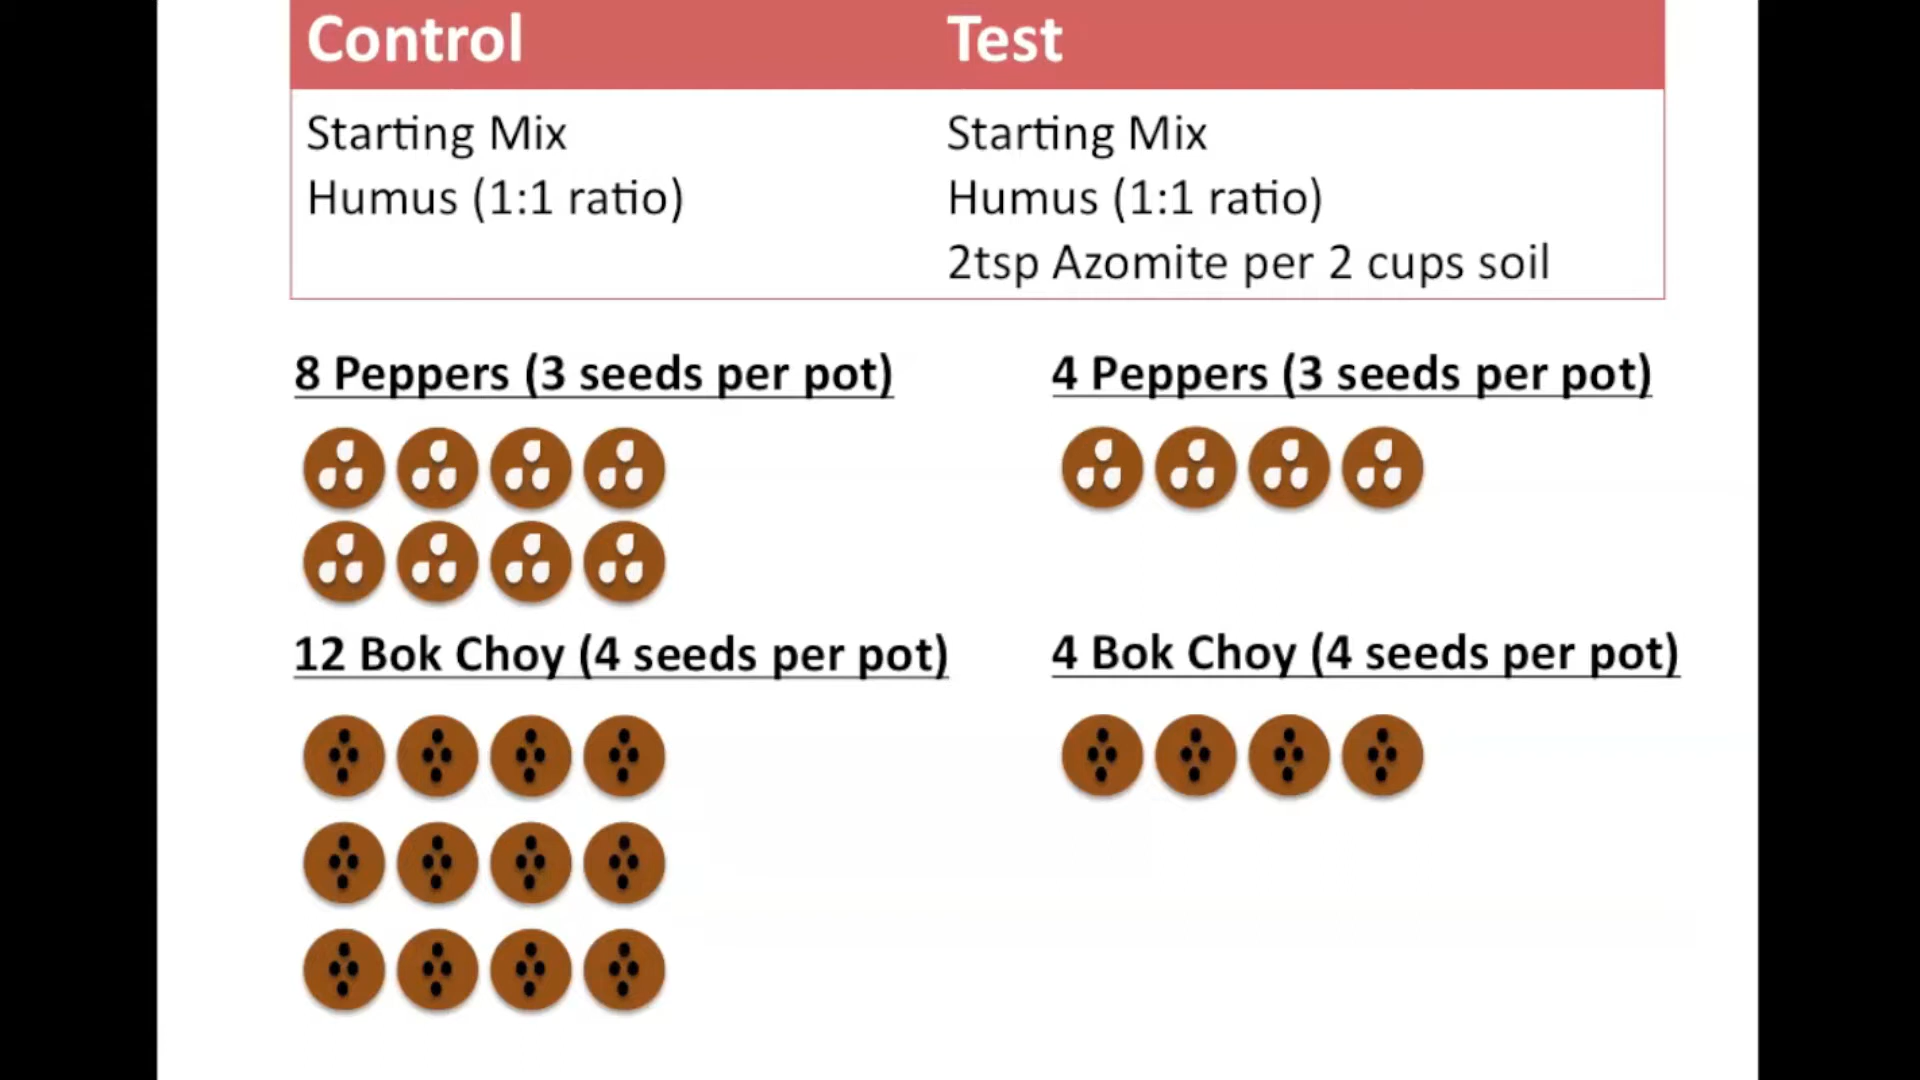 Control
Test
Starting Mix
Humus (1:1 ratio)
Starting Mix
Humus (1:1 ratio)
2tsp Azomite per 2 cups soil
8 Peppers (3 seeds per pot)
4 Peppers (3 seeds per pot)
12 Bok Choy (4 seeds per pot)
4 Bok Choy (4 seeds per pot)